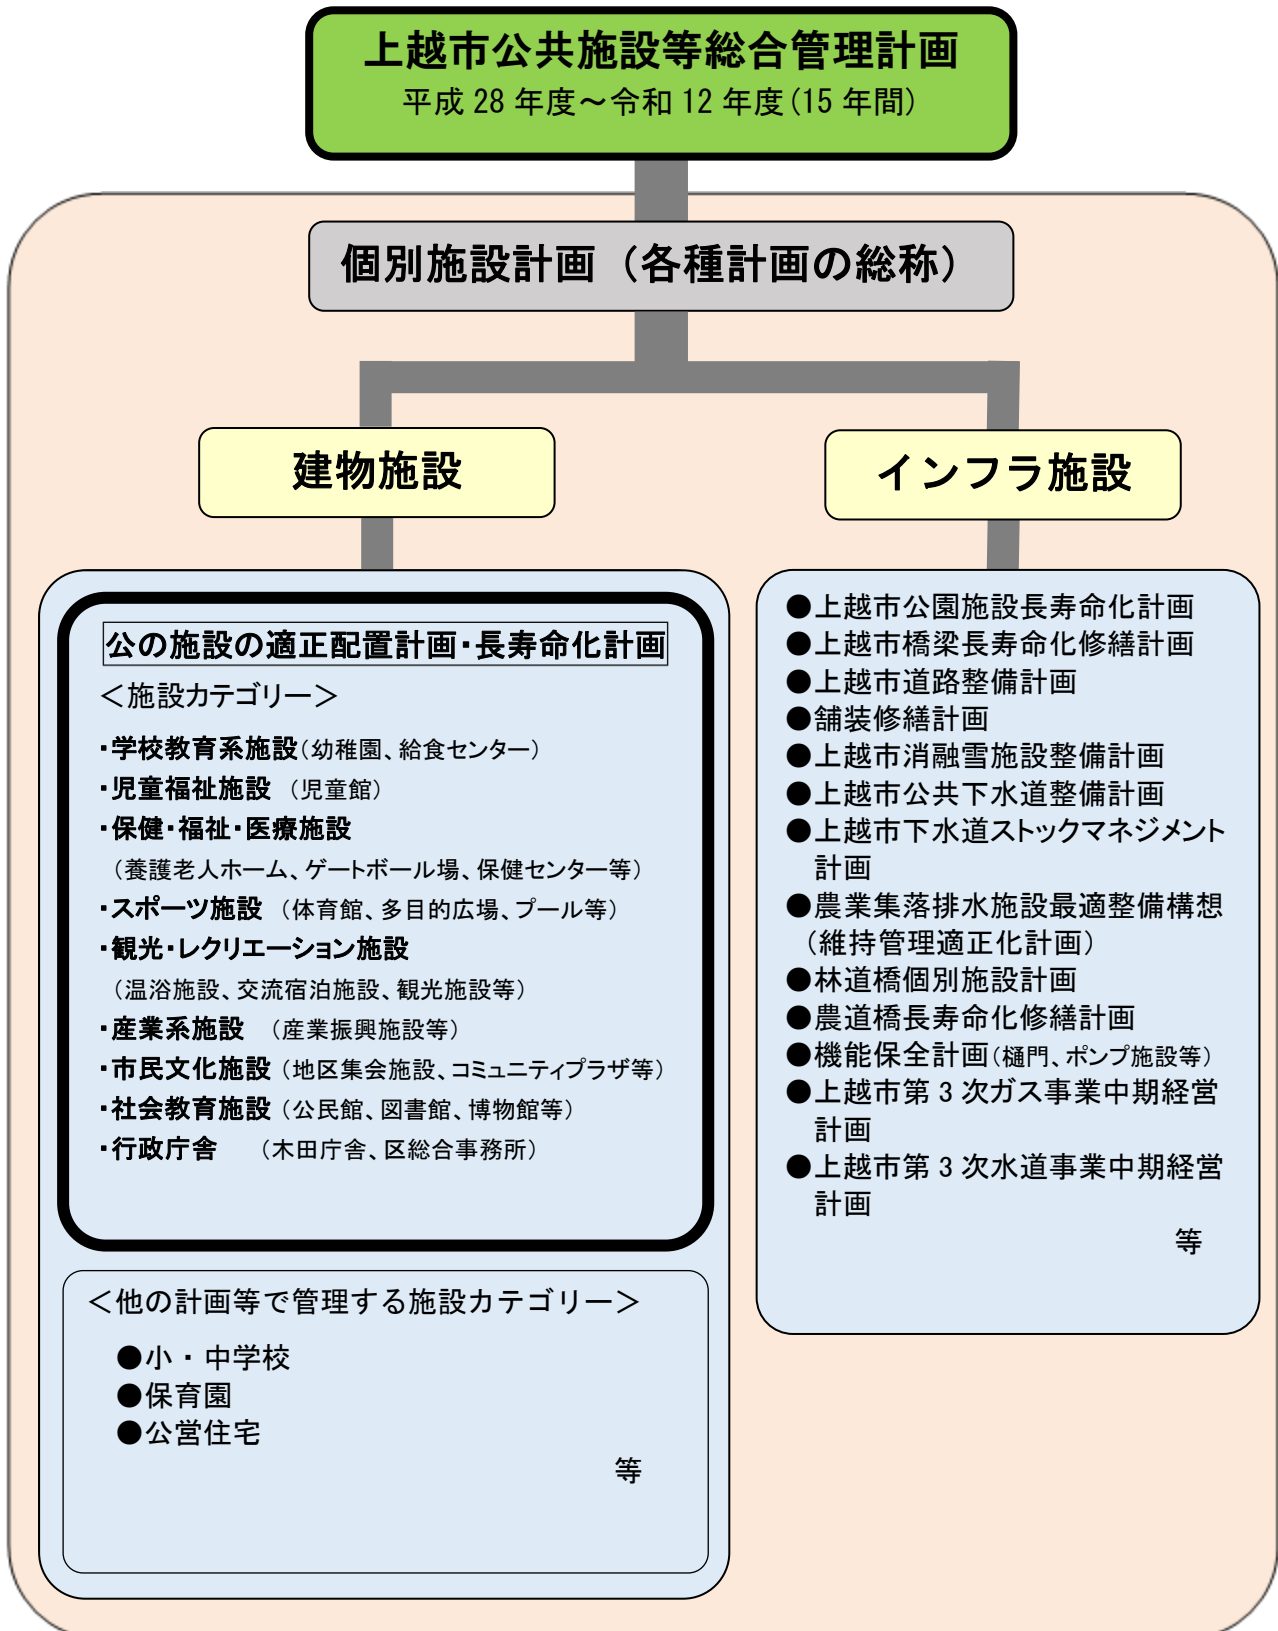 上越市公共施設等総合管理計画
平成 28 年度～令和 12 年度(15 年間)
個別施設計画（各種計画の総称）
建物施設
公の施設の適正配置計画・長寿命化計画
＜施設カテゴリー＞
・学校教育系施設(幼稚園、給食センター)
・児童福祉施設 （児童館）
・保健・福祉・医療施設
（養護老人ホーム、ゲートボール場、保健センター等）
・スポーツ施設 （体育館、多目的広場、プール等）
・観光・レクリエーション施設
（温浴施設、交流宿泊施設、観光施設等）
・産業系施設 （産業振興施設等）
・市民文化施設 （地区集会施設、コミュニティプラザ等）
・社会教育施設 （公民館、図書館、博物館等）
・行政庁舎 （木田庁舎、区総合事務所）
＜他の計画等で管理する施設カテゴリー＞
●小・中学校
●保育園
●公営住宅
等
インフラ施設
●上越市公園施設長寿命化計画
●上越市橋梁長寿命化修繕計画
●上越市道路整備計画
●舗装修繕計画
●上越市消融雪施設整備計画
●上越市公共下水道整備計画
●上越市下水道ストックマネジメント
計画
●農業集落排水施設最適整備構想
（維持管理適正化計画）
●林道橋個別施設計画
●農道橋長寿命化修繕計画
●機能保全計画(樋門、ポンプ施設等)
●上越市第 3 次ガス事業中期経営
計画
●上越市第 3 次水道事業中期経営
計画
等